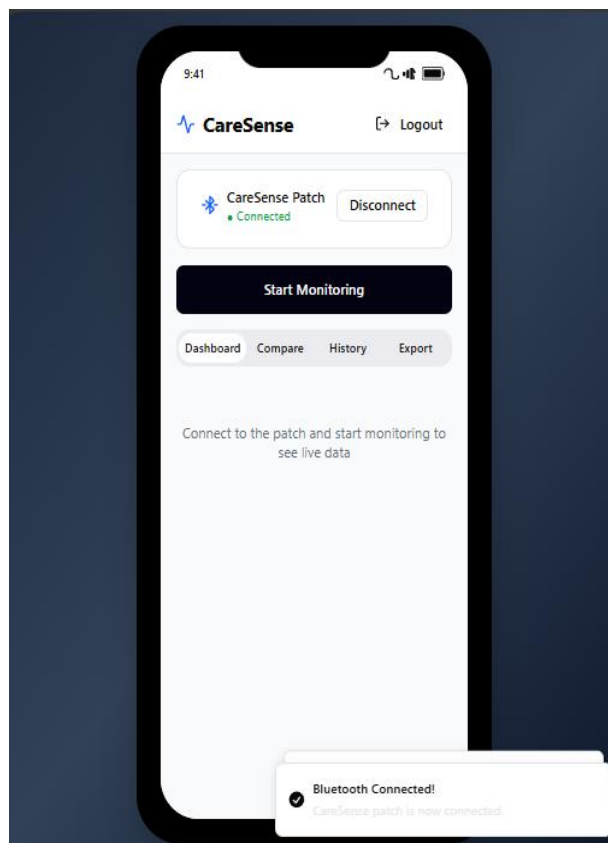 9:41
CareSense
Logout
CareSense Patch
Disconnect
• Connected
Start Monitoring
Dashboard Compare History Export
Connect to the patch and start monitoring to
see live data
Bluetooth Connected!
CareSense patch is now connected.